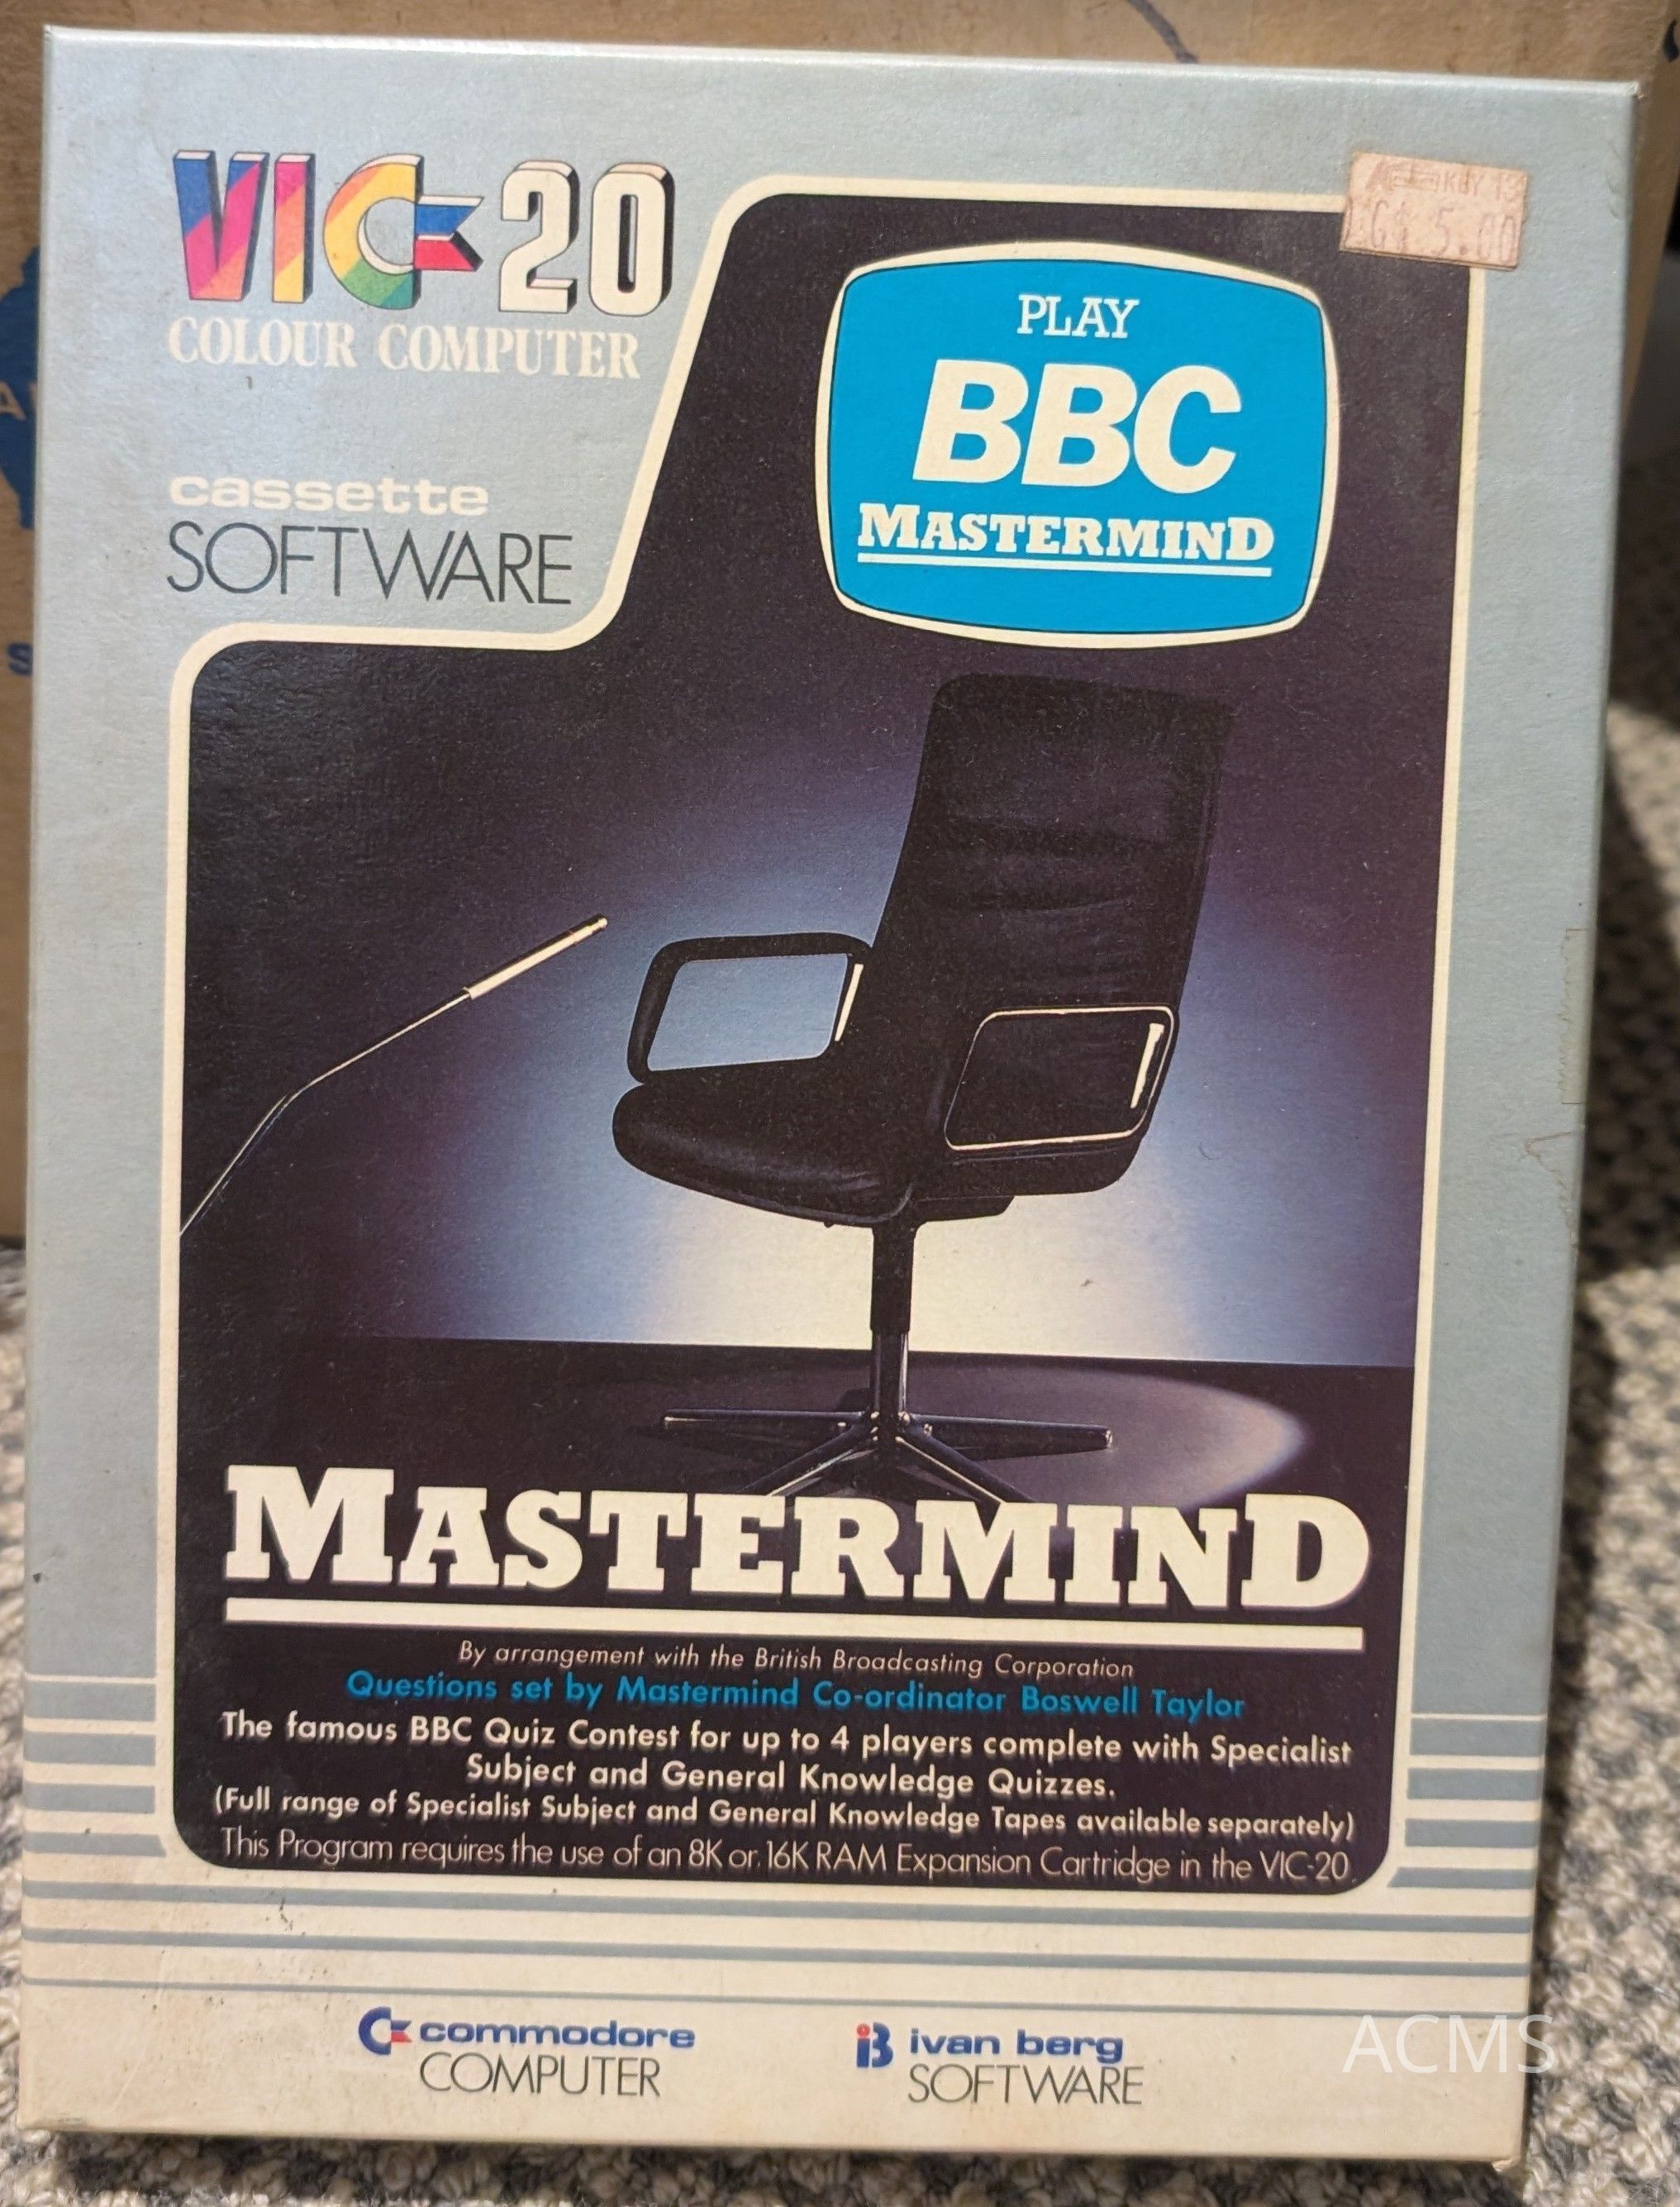 VIC-20
COLOUR COMPUTER
cassette
SOFTWARE
5.00
PLAY
BBC
MASTERMIND
MASTERMIND
By arrangement with the British Broadcasting Corporation
Questions set by Mastermind Co-ordinator Boswell Taylor
The famous BBC Quiz Contest for up to 4 players complete with Specialist
Subject and General Knowledge Quizzes.
(Full range of Specialist Subject and General Knowledge Tapes available separately)
This Program requires the use of an 8K or 16K RAM Expansion Cartridge in the VIC-20
commodore
COMPUTER
ivan berg
SOFTWARE
ACMS